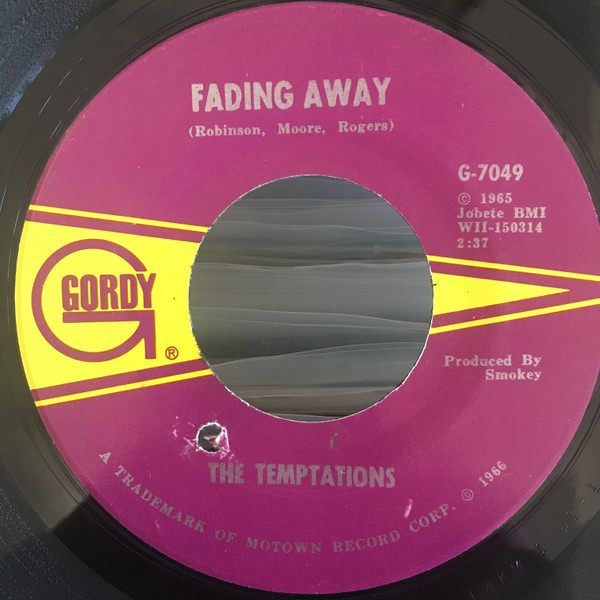 FADING AWAY
(Robinson, Moore, Rogers)
G-7049
© 1965
Jobete BMI
WII-150314
2:37
GORDY
®
Produced By
Smokey
THE TEMPTATIONS
A TRADEMARK OF MOTOWN RECORD CORP. © 1966